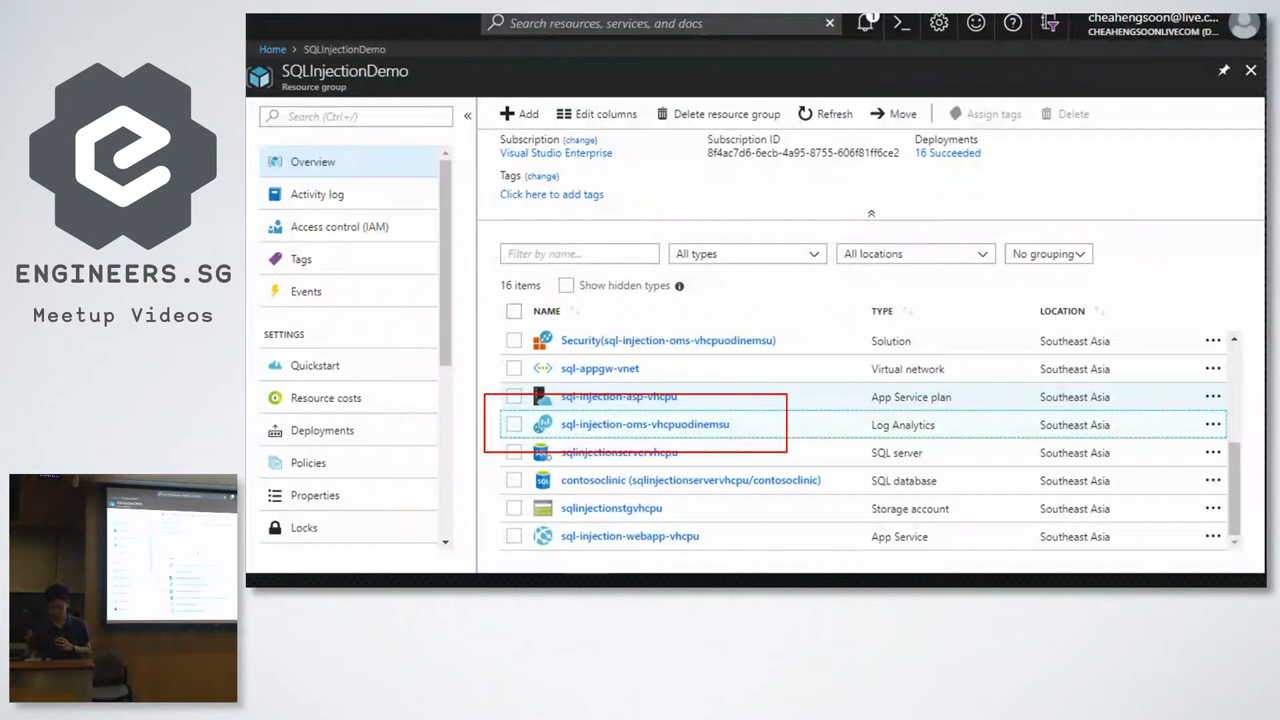 Search resources, services, and docs
1
cheahengsoon@live.c...
CHEAHENGSOONLIVECOM (D...
Home > SQLInjectionDemo
SQLInjectionDemo
Resource group
Search (Ctrl+/)
Overview
Activity log
Access control (IAM)
Tags
Events
SETTINGS
Quickstart
Resource costs
Deployments
Policies
Properties
Locks
Add Edit columns Delete resource group Refresh Move Assign tags Delete
Subscription (change) Subscription ID Deployments
Visual Studio Enterprise 8f4ac7d6-6ecb-4a95-8755-606f81ff6ce2 16 Succeeded
Tags (change)
Click here to add tags
Filter by name... All types All locations No grouping
16 items Show hidden types
NAME TYPE LOCATION
Security(sql-injection-oms-vhcpuodinemsu) Solution Southeast Asia
sql-appgw-vnet Virtual network Southeast Asia
sql-injection-asp-vhcpu App Service plan Southeast Asia
sql-injection-oms-vhcpuodinemsu Log Analytics Southeast Asia
sqlinjectionservervhcpu SQL server Southeast Asia
contosoclinic (sqlinjectionservervhcpu/contosoclinic) SQL database Southeast Asia
sqlinjectionstgvhcpu Storage account Southeast Asia
sql-injection-webapp-vhcpu App Service Southeast Asia
ENGINEERS.SG
Meetup Videos